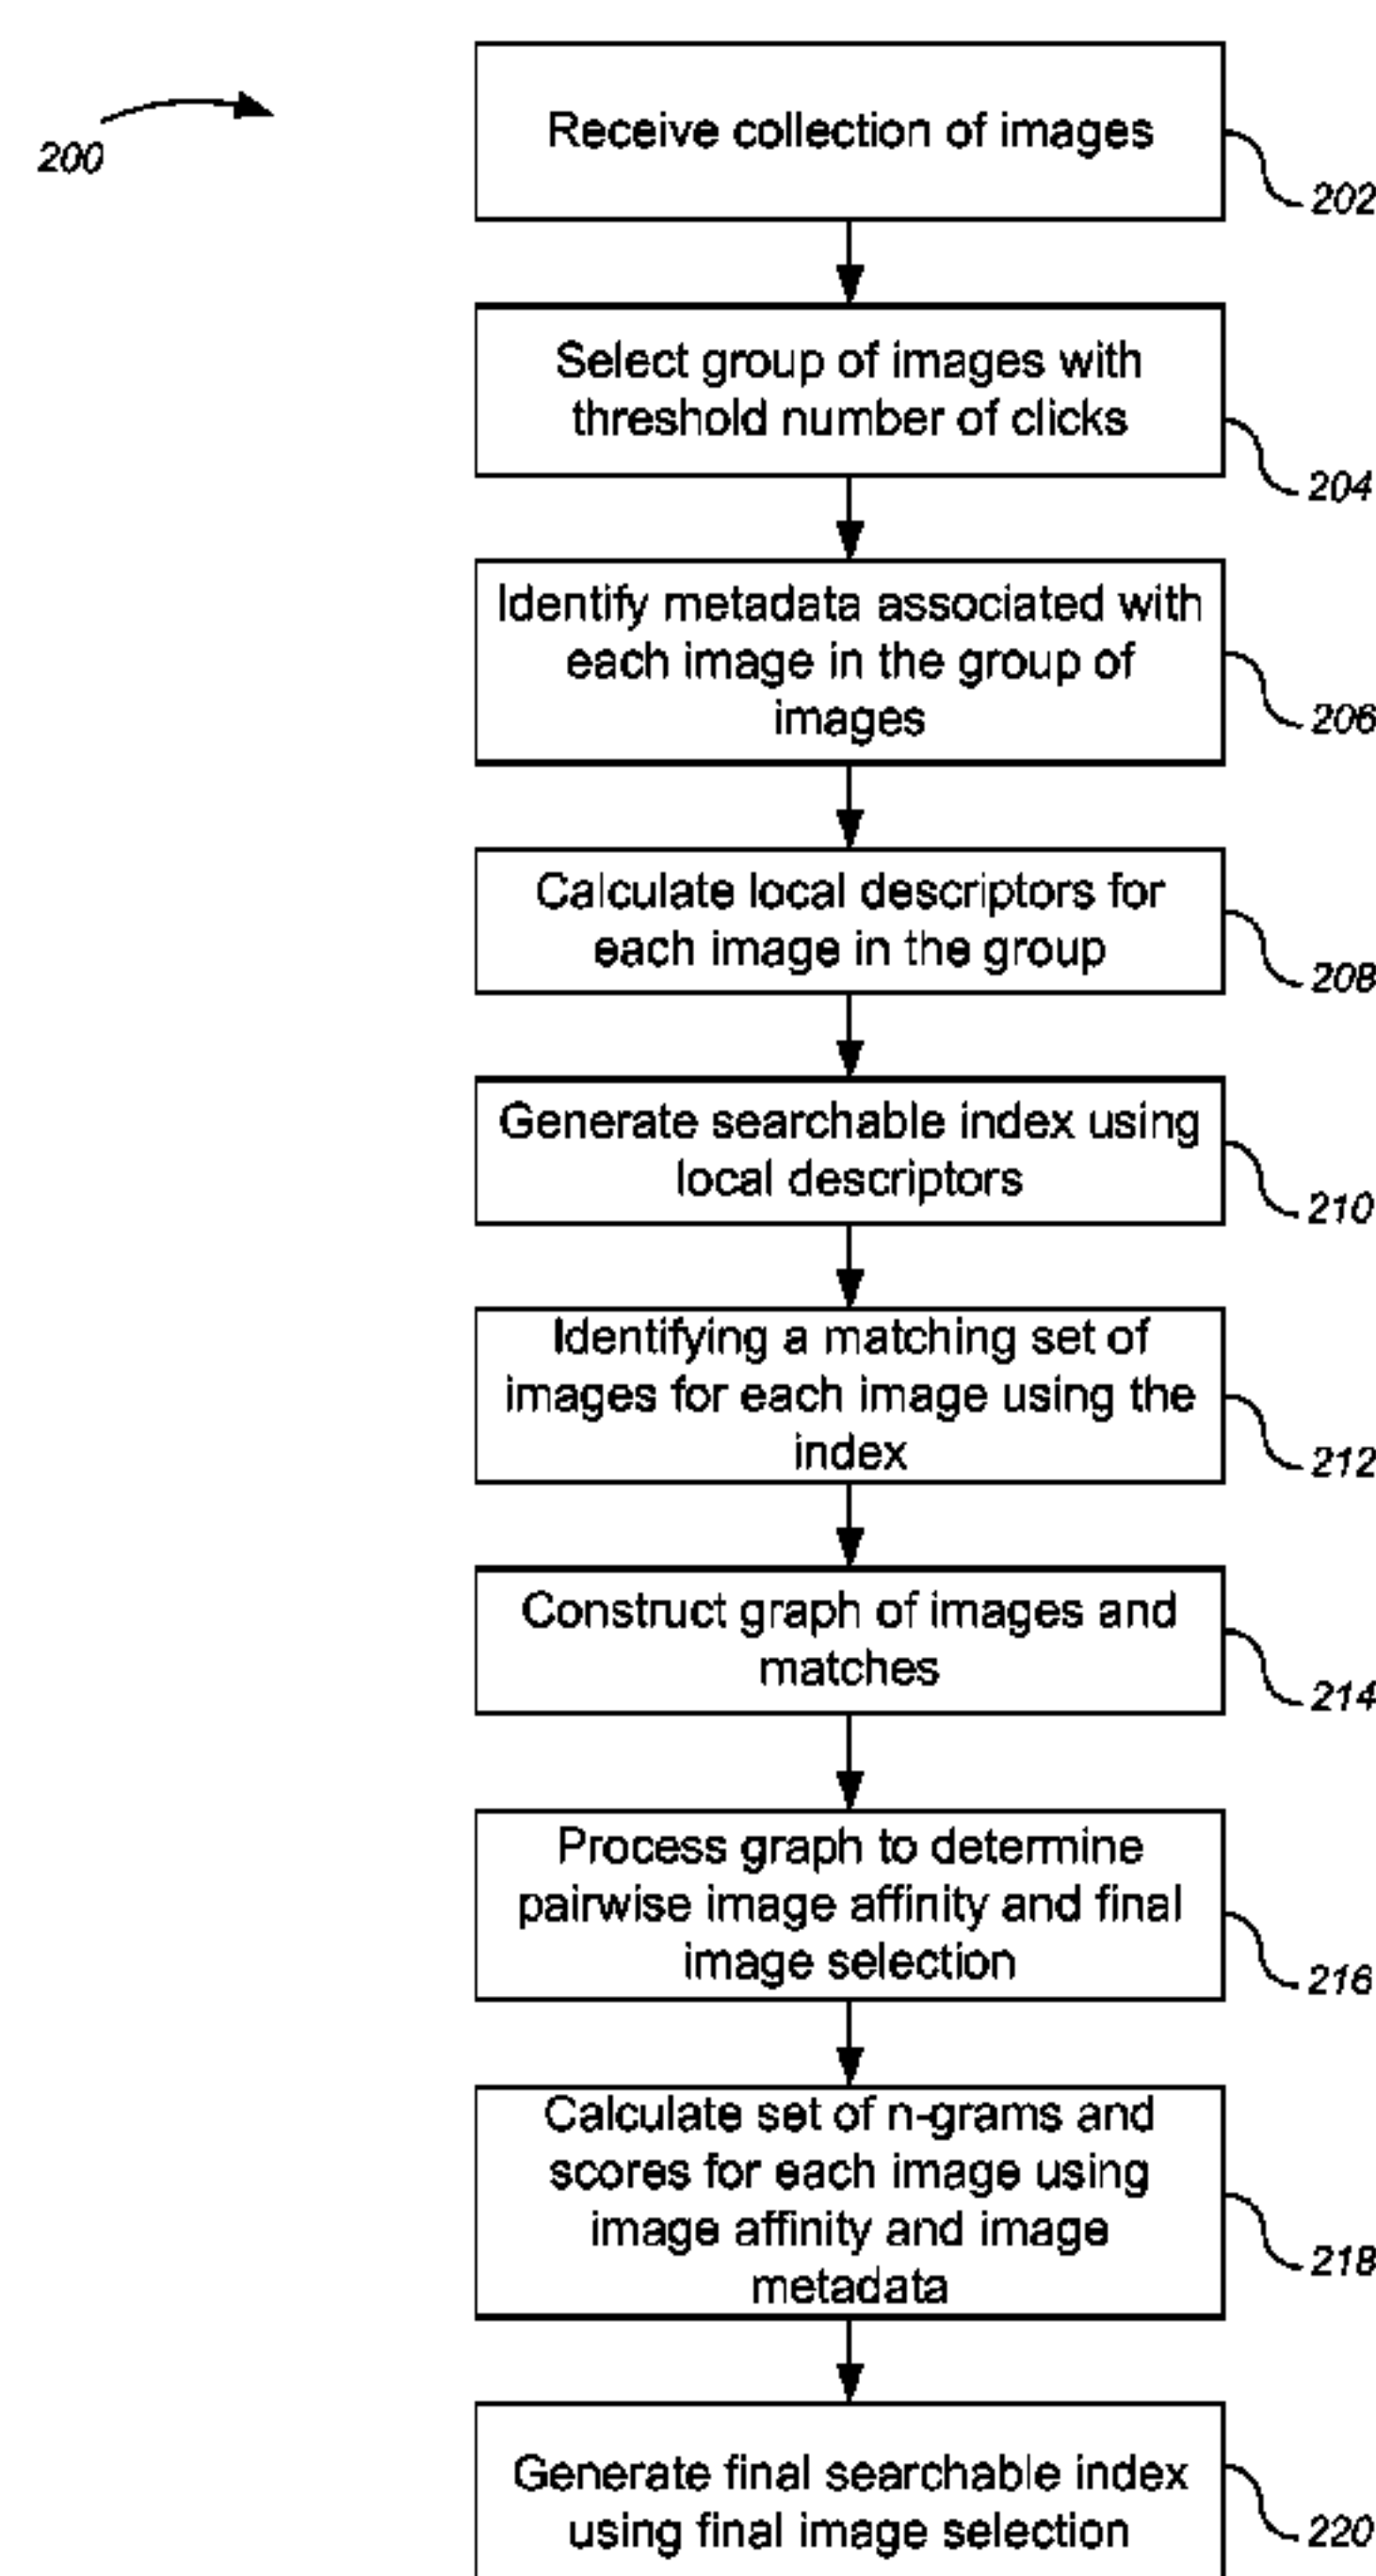 200
Receive collection of images
202
Select group of images with
threshold number of clicks
204
Identify metadata associated with
each image in the group of
images
206
Calculate local descriptors for
each image in the group
208
Generate searchable index using
local descriptors
210
Identifying a matching set of
images for each image using the
index
212
Construct graph of images and
matches
214
Process graph to determine
pairwise image affinity and final
image selection
216
Calculate set of n-grams and
scores for each image using
image affinity and image
metadata
218
Generate final searchable index
using final image selection
220